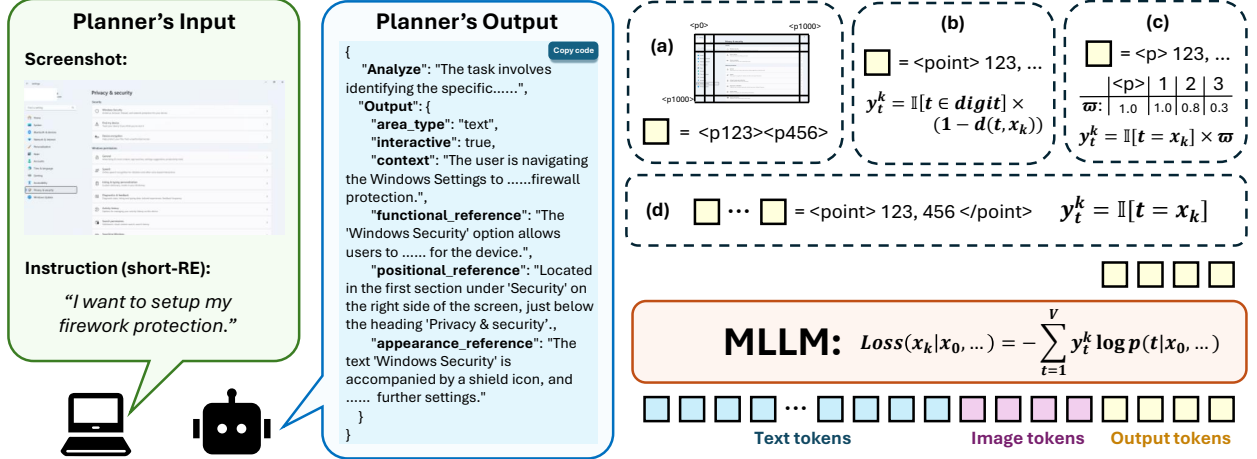 Planner's Input
Screenshot:
Privacy & security
Instruction (short-RE):
"I want to setup my
firework protection."
Planner's Output
Copy code
{
"Analyze": "The task involves
identifying the specific......",
"Output": {
"area_type": "text",
"interactive": true,
"context": "The user is navigating
the Windows Settings to ......firewall
protection.",
"functional_reference": "The
'Windows Security' option allows
users to ...... for the device.",
"positional_reference": "Located
in the first section under 'Security' on
the right side of the screen, just below
the heading 'Privacy & security'.,
"appearance_reference": "The
text 'Windows Security' is
accompanied by a shield icon, and
...... further settings."
}
}
(a)
<p0> <p1000>
<p1000>
= <p123><p456>
(b)
= <point> 123, ...
y_t^k = 𝕀[t ∈ digit] ×
(1 − d(t, x_k))
(c)
= <p> 123, ...
<p> 1 2 3
ϖ: 1.0 1.0 0.8 0.3
y_t^k = 𝕀[t = x_k] × ϖ
(d) ··· = <point> 123, 456 </point> y_t^k = 𝕀[t = x_k]
MLLM: Loss(x_k|x_0, …) = − ∑_{t=1}^{V} y_t^k log p(t|x_0, …)
...
Text tokens Image tokens Output tokens